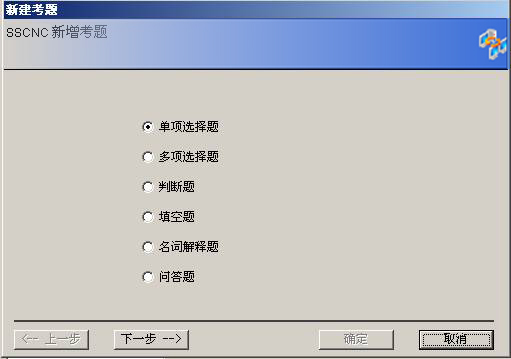 新建考题
SSCNC 新增考题
单项选择题
多项选择题
判断题
填空题
名词解释题
问答题
<-- 上一步 下一步 --> 确定 取消